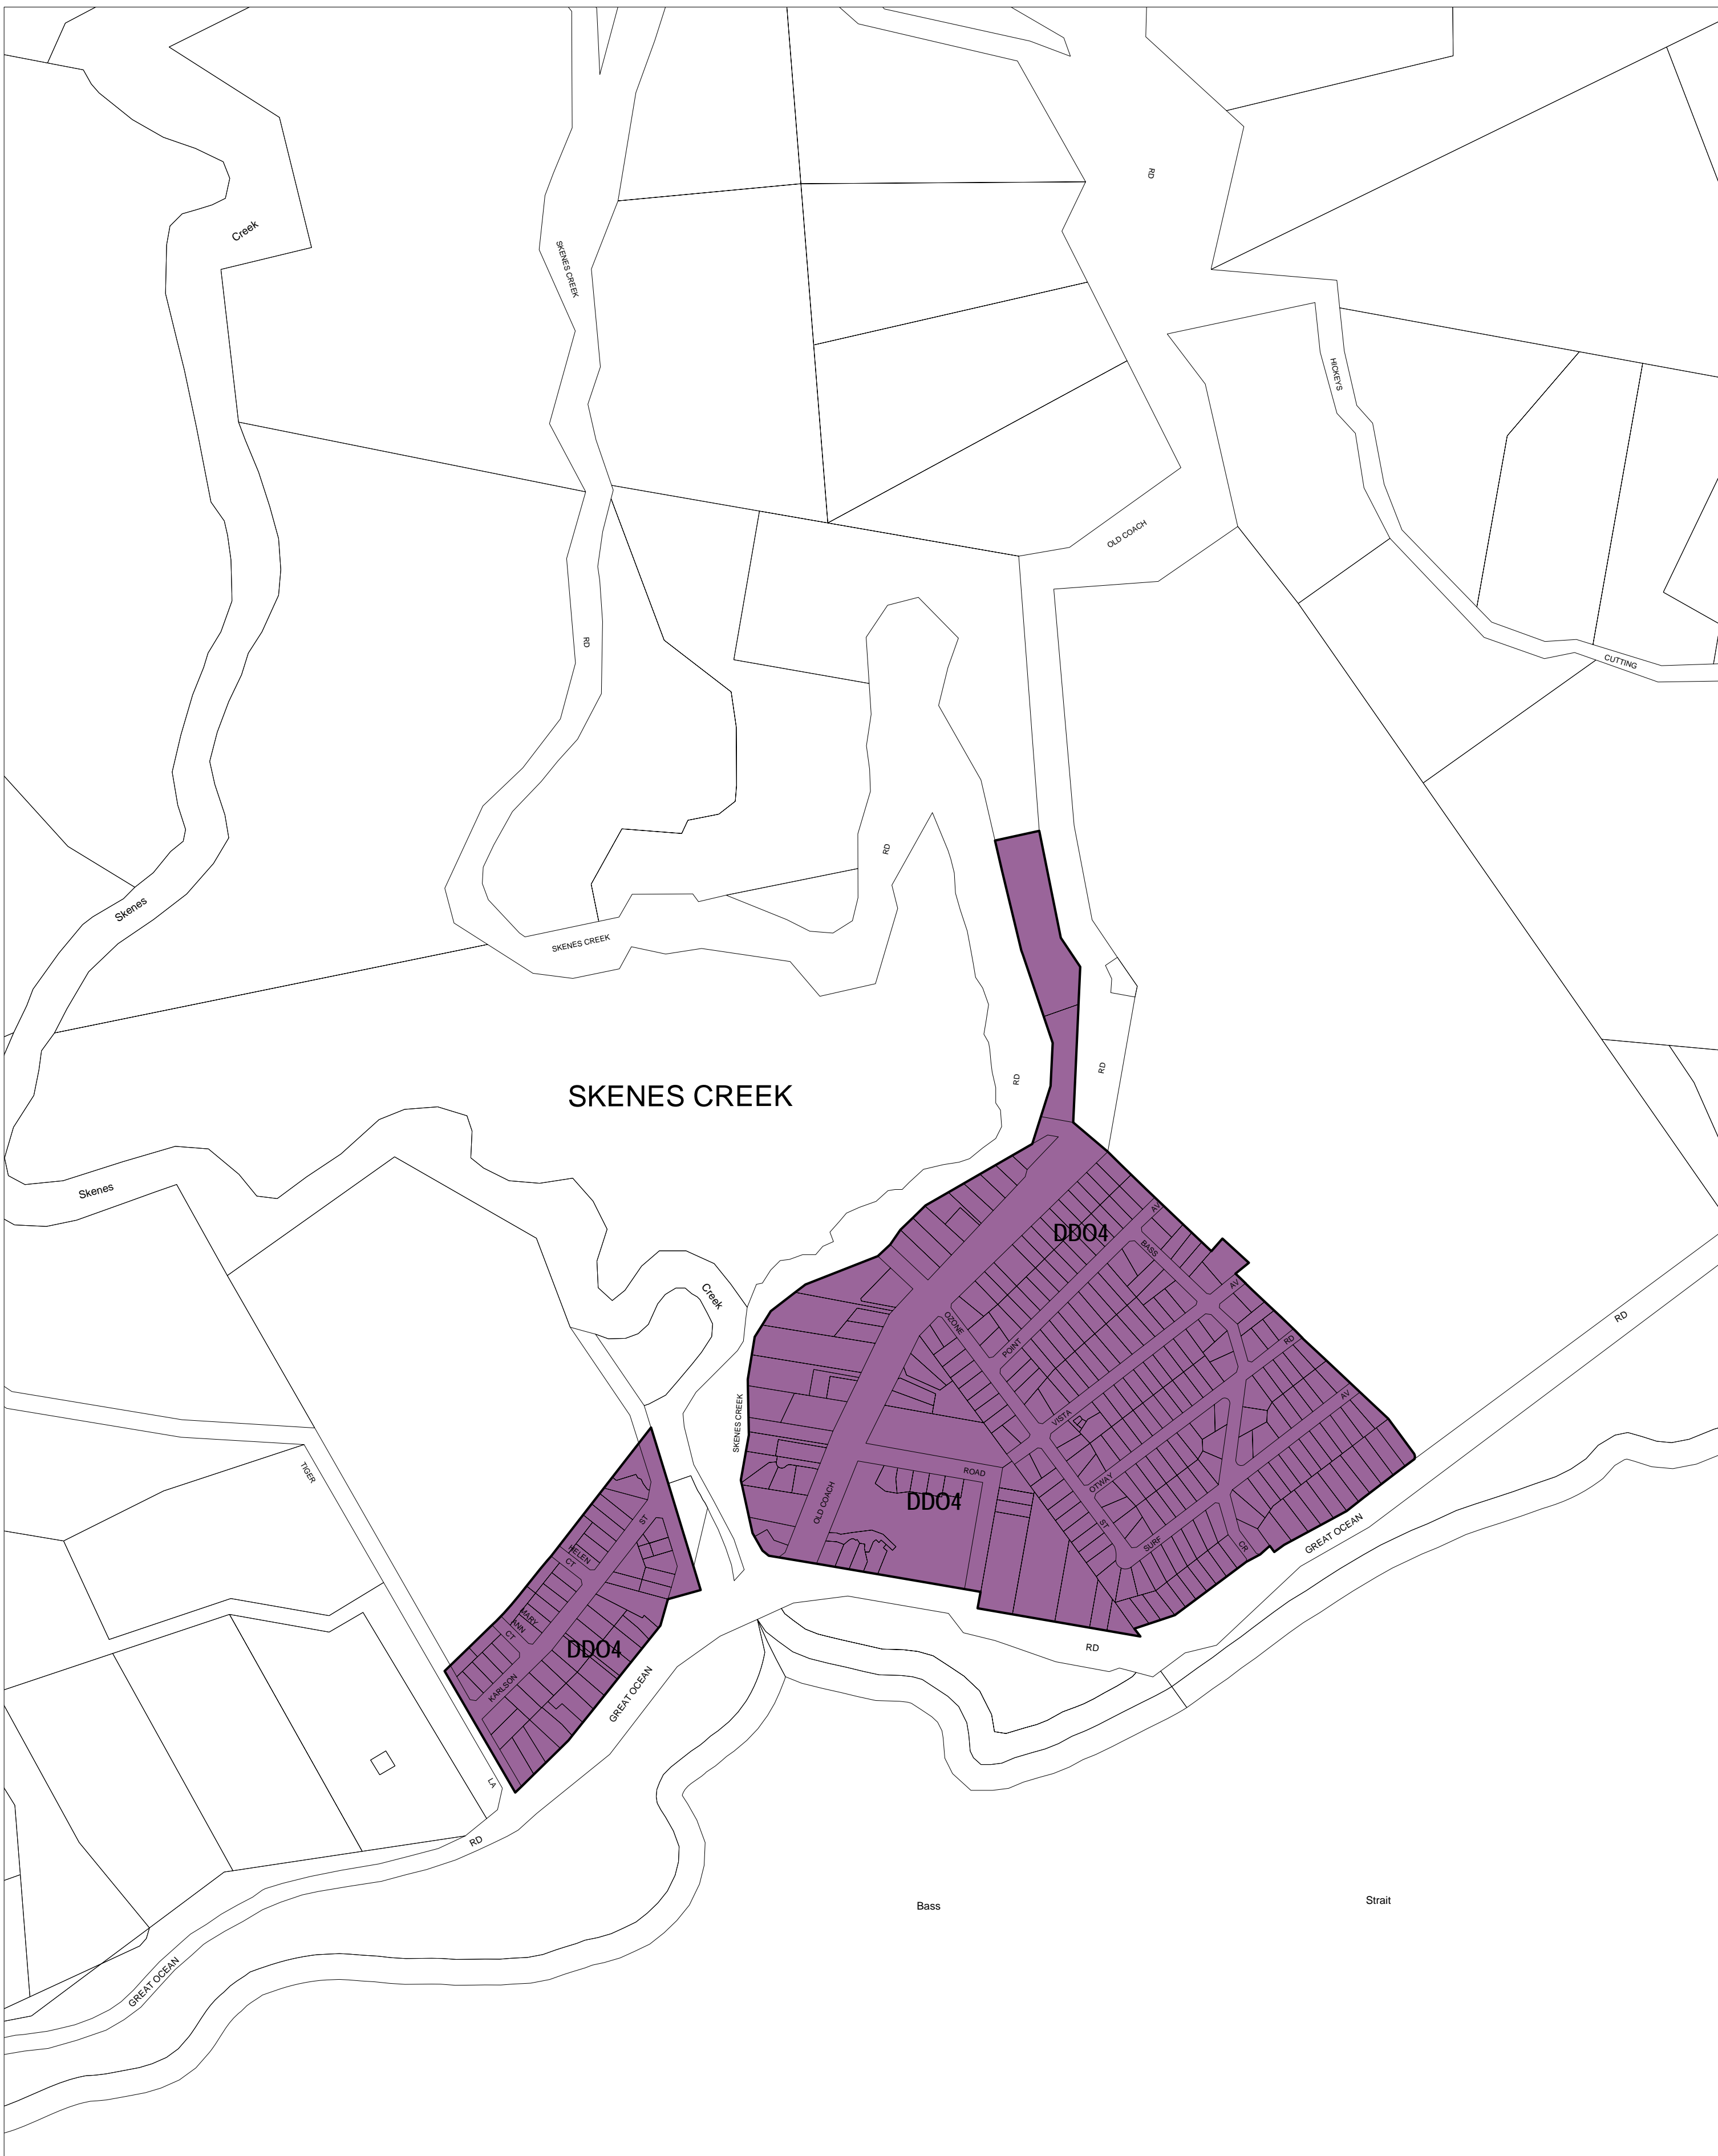 RD
Creek
SKENES CREEK
HICKEYS
OLD COACH
RD
CUTTING
RD
Skenes
SKENES CREEK
RD
RD
SKENES CREEK
Skenes
AV
DDO4
BASS
AV
Creek
OZONE
RD
RD
POINT
AV
VISTA
SKENES CREEK
ROAD
TIGER
OTWAY
OLD COACH
DDO4
ST
ST
GREAT OCEAN
SURF
CR
HELEN
CT
MARY
ANN
CT
DDO4
RD
KARLSON
GREAT OCEAN
LA
RD
Strait
Bass
GREAT OCEAN